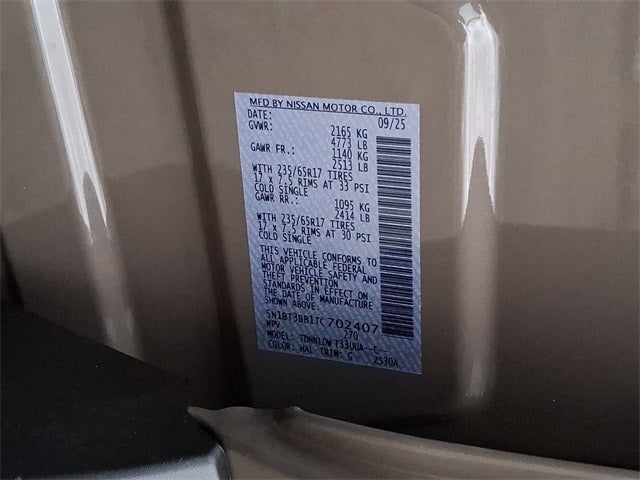 MFD BY NISSAN MOTOR CO., LTD.
DATE: 09/25
GVWR: 2165 KG
4773 LB
GAWR FR.: 1140 KG
2513 LB
WITH 235/65R17 TIRES
17 x 7.5 RIMS AT 33 PSI
COLD SINGLE
GAWR RR.: 1095 KG
2414 LB
WITH 235/65R17 TIRES
17 x 7.5 RIMS AT 30 PSI
COLD SINGLE
THIS VEHICLE CONFORMS TO
ALL APPLICABLE FEDERAL
MOTOR VEHICLE SAFETY AND
THEFT PREVENTION
STANDARDS IN EFFECT ON
THE DATE OF MANUFACTURE
SHOWN ABOVE.
5N1BT3BB1TC702407
MPV 270
MODEL: TDNNLDW T33UUA--C-
COLOR: HAL TRIM: G 2530A